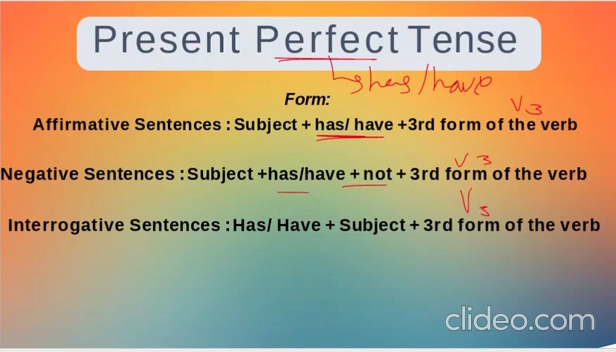 Present Perfect Tense
has/have
Form:
V3
Affirmative Sentences : Subject + has/ have +3rd form of the verb
V3
Negative Sentences : Subject +has/have + not + 3rd form of the verb
V3
Interrogative Sentences : Has/ Have + Subject + 3rd form of the verb
clideo.com